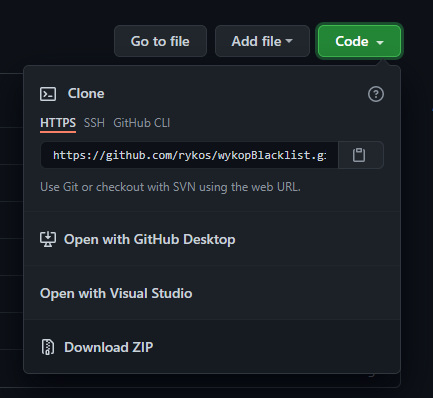 Go to file Add file Code
Clone
HTTPS SSH GitHub CLI
https://github.com/rykos/wykopBlacklist.gi
Use Git or checkout with SVN using the web URL.
Open with GitHub Desktop
Open with Visual Studio
Download ZIP